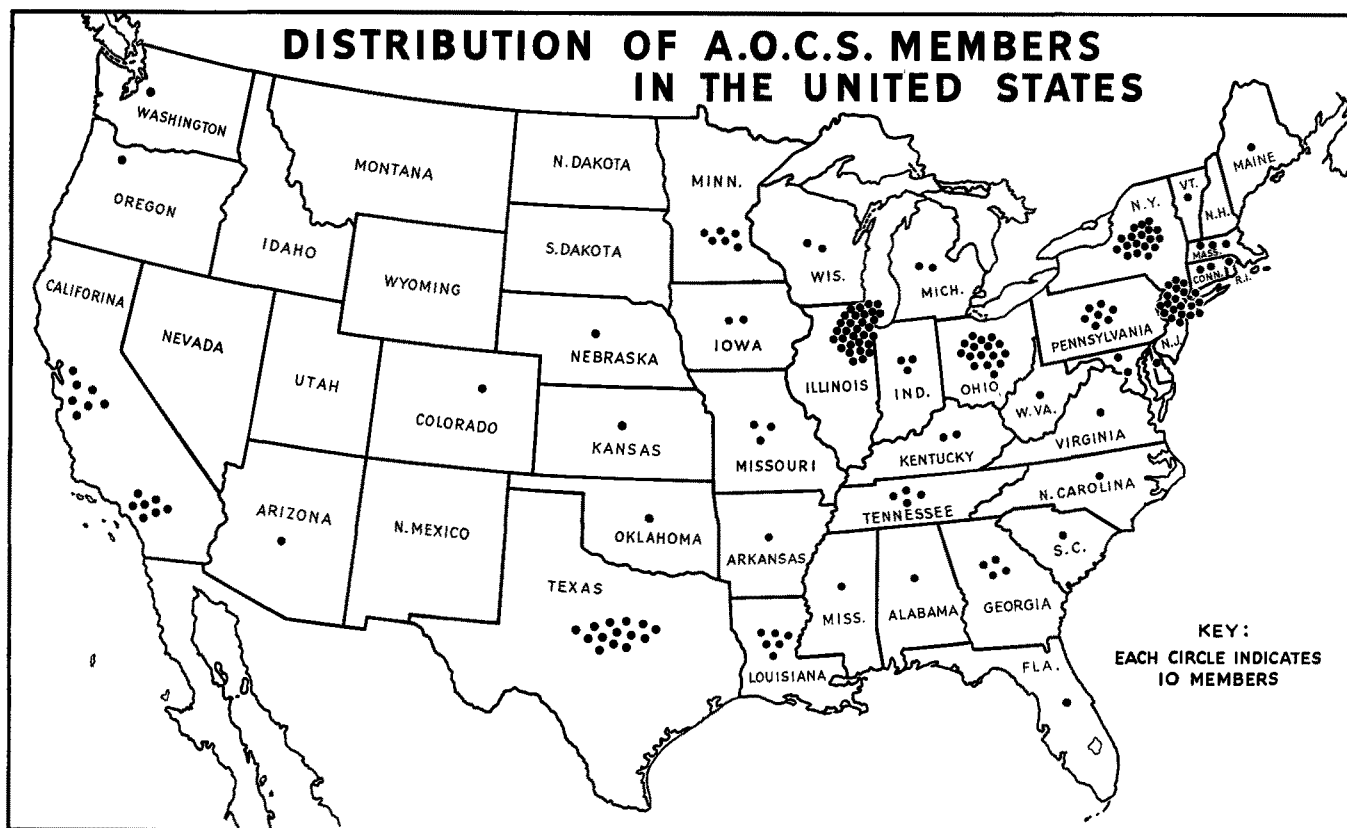 DISTRIBUTION OF A.O.C.S. MEMBERS
IN THE UNITED STATES
WASHINGTON
OREGON
CALIFORINA
NEVADA
IDAHO
MONTANA
WYOMING
UTAH
COLORADO
ARIZONA
N. MEXICO
N. DAKOTA
S. DAKOTA
NEBRASKA
KANSAS
OKLAHOMA
TEXAS
MINN.
IOWA
MISSOURI
ARKANSAS
LOUISIANA
WIS.
ILLINOIS
MICH.
IND.
OHIO
KENTUCKY
TENNESSEE
MISS.
ALABAMA
GEORGIA
FLA.
S.C.
N. CAROLINA
VIRGINIA
W. VA.
PENNSYLVANIA
N.J.
N.Y.
VT.
N.H.
MAINE
MASS.
CONN.
R.I.
KEY:
EACH CIRCLE INDICATES
10 MEMBERS